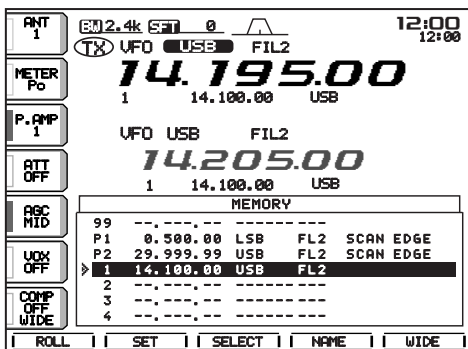 ANT
1
BW 2.4k SFT 0
12:00
12:00
TX VFO USB FIL2
14.195.00
1 14.100.00 USB
METER
Po
P.AMP
1
VFO USB FIL2
14.205.00
1 14.100.00 USB
ATT
OFF
AGC
MID
VOX
OFF
COMP
OFF
WIDE
MEMORY
99 --.---.-- ------ ---
P1 0.500.00 LSB FL2 SCAN EDGE
P2 29.999.99 USB FL2 SCAN EDGE
1 14.100.00 USB FL2
2 --.---.-- ------ ---
3 --.---.-- ------ ---
4 --.---.-- ------ ---
ROLL SET SELECT NAME WIDE